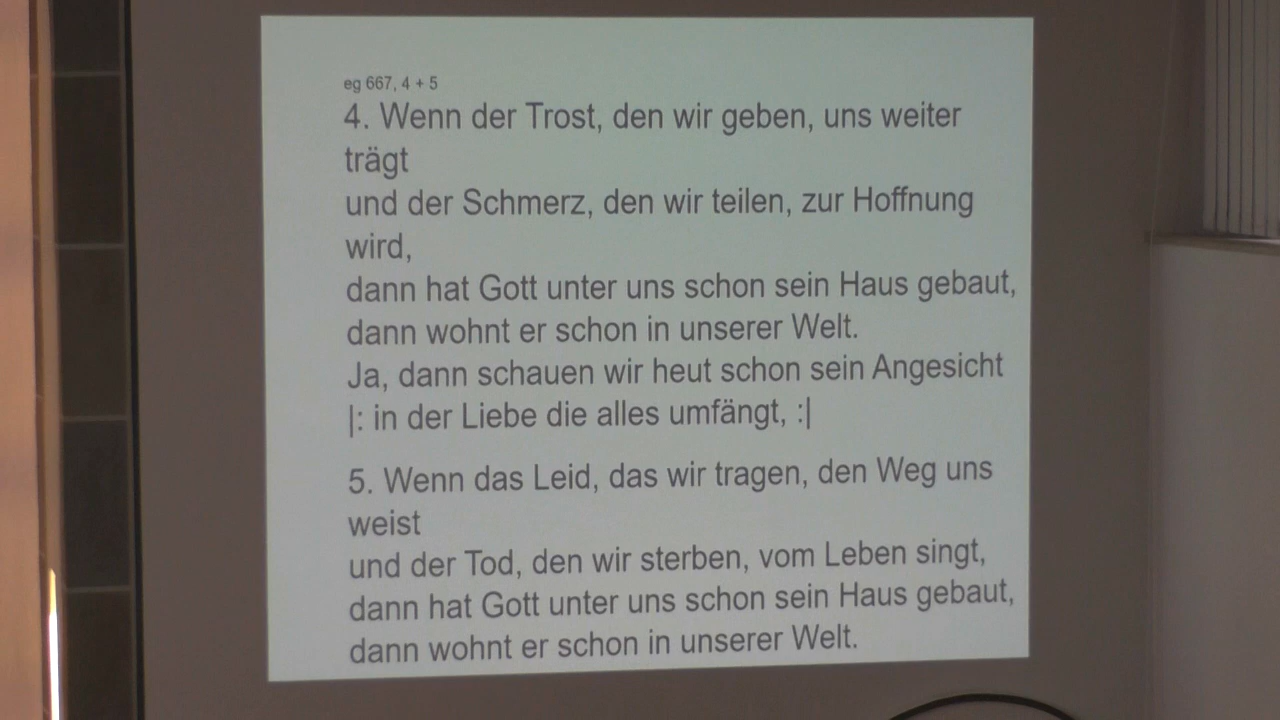 eg 667, 4 + 5
4. Wenn der Trost, den wir geben, uns weiter
trägt
und der Schmerz, den wir teilen, zur Hoffnung
wird,
dann hat Gott unter uns schon sein Haus gebaut,
dann wohnt er schon in unserer Welt.
Ja, dann schauen wir heut schon sein Angesicht
|: in der Liebe die alles umfängt, :|
5. Wenn das Leid, das wir tragen, den Weg uns
weist
und der Tod, den wir sterben, vom Leben singt,
dann hat Gott unter uns schon sein Haus gebaut,
dann wohnt er schon in unserer Welt.